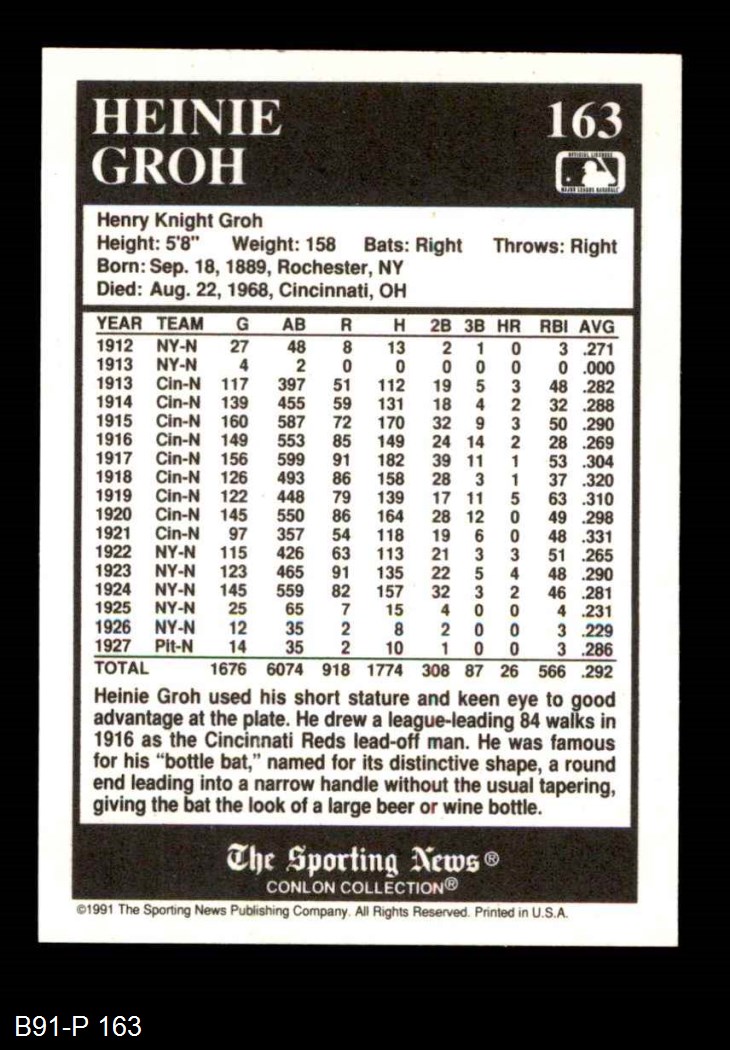 HEINIE
GROH
163
OFFICIAL LICENSEE
MAJOR LEAGUE BASEBALL
Henry Knight Groh
Height: 5'8" Weight: 158 Bats: Right Throws: Right
Born: Sep. 18, 1889, Rochester, NY
Died: Aug. 22, 1968, Cincinnati, OH
YEAR TEAM G AB R H 2B 3B HR RBI AVG
1912 NY-N 27 48 8 13 2 1 0 3 .271
1913 NY-N 4 2 0 0 0 0 0 0 .000
1913 Cin-N 117 397 51 112 19 5 3 48 .282
1914 Cin-N 139 455 59 131 18 4 2 32 .288
1915 Cin-N 160 587 72 170 32 9 3 50 .290
1916 Cin-N 149 553 85 149 24 14 2 28 .269
1917 Cin-N 156 599 91 182 39 11 1 53 .304
1918 Cin-N 126 493 86 158 28 3 1 37 .320
1919 Cin-N 122 448 79 139 17 11 5 63 .310
1920 Cin-N 145 550 86 164 28 12 0 49 .298
1921 Cin-N 97 357 54 118 19 6 0 48 .331
1922 NY-N 115 426 63 113 21 3 3 51 .265
1923 NY-N 123 465 91 135 22 5 4 48 .290
1924 NY-N 145 559 82 157 32 3 2 46 .281
1925 NY-N 25 65 7 15 4 0 0 4 .231
1926 NY-N 12 35 2 8 2 0 0 3 .229
1927 Pit-N 14 35 2 10 1 0 0 3 .286
TOTAL 1676 6074 918 1774 308 87 26 566 .292
Heinie Groh used his short stature and keen eye to good
advantage at the plate. He drew a league-leading 84 walks in
1916 as the Cincinnati Reds lead-off man. He was famous
for his "bottle bat," named for its distinctive shape, a round
end leading into a narrow handle without the usual tapering,
giving the bat the look of a large beer or wine bottle.
The Sporting News®
CONLON COLLECTION®
©1991 The Sporting News Publishing Company. All Rights Reserved. Printed in U.S.A.
B91-P 163